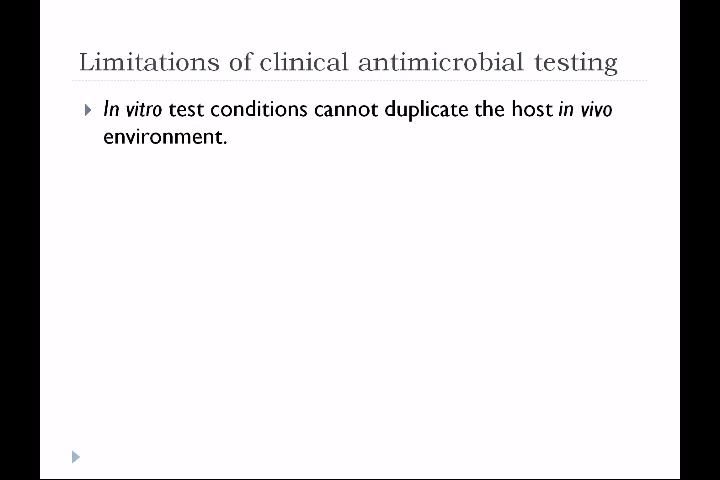 Limitations of clinical antimicrobial testing
In vitro test conditions cannot duplicate the host in vivo
environment.